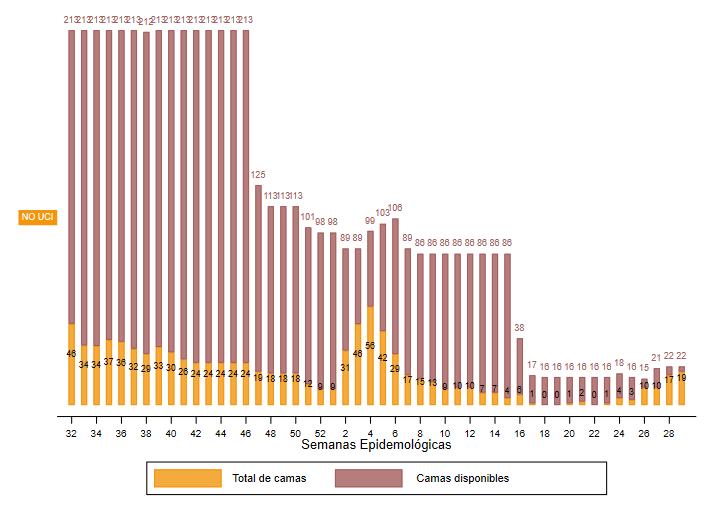 213 213 213 213 213 213 212 213 213 213 213 213 213 213 213
125
113 113 113
101 98 98
89 89 99 103 106 89
86 86 86 86 86 86 86 86
38
17 16 16 16 16 16 16 18 16 15 21 22 22
NO UCI
46 34 34 37 36 32 29 33 30 26 24 24 24 24 24 19 18 18 18 12 9 9 31 46 56 42 29 17 15 13 9 10 10 7 7 4 6 1 0 0 1 2 0 1 4 3 10 10 17 19
32 34 36 38 40 42 44 46 48 50 52 2 4 6 8 10 12 14 16 18 20 22 24 26 28
Semanas Epidemológicas
Total de camas
Camas disponibles